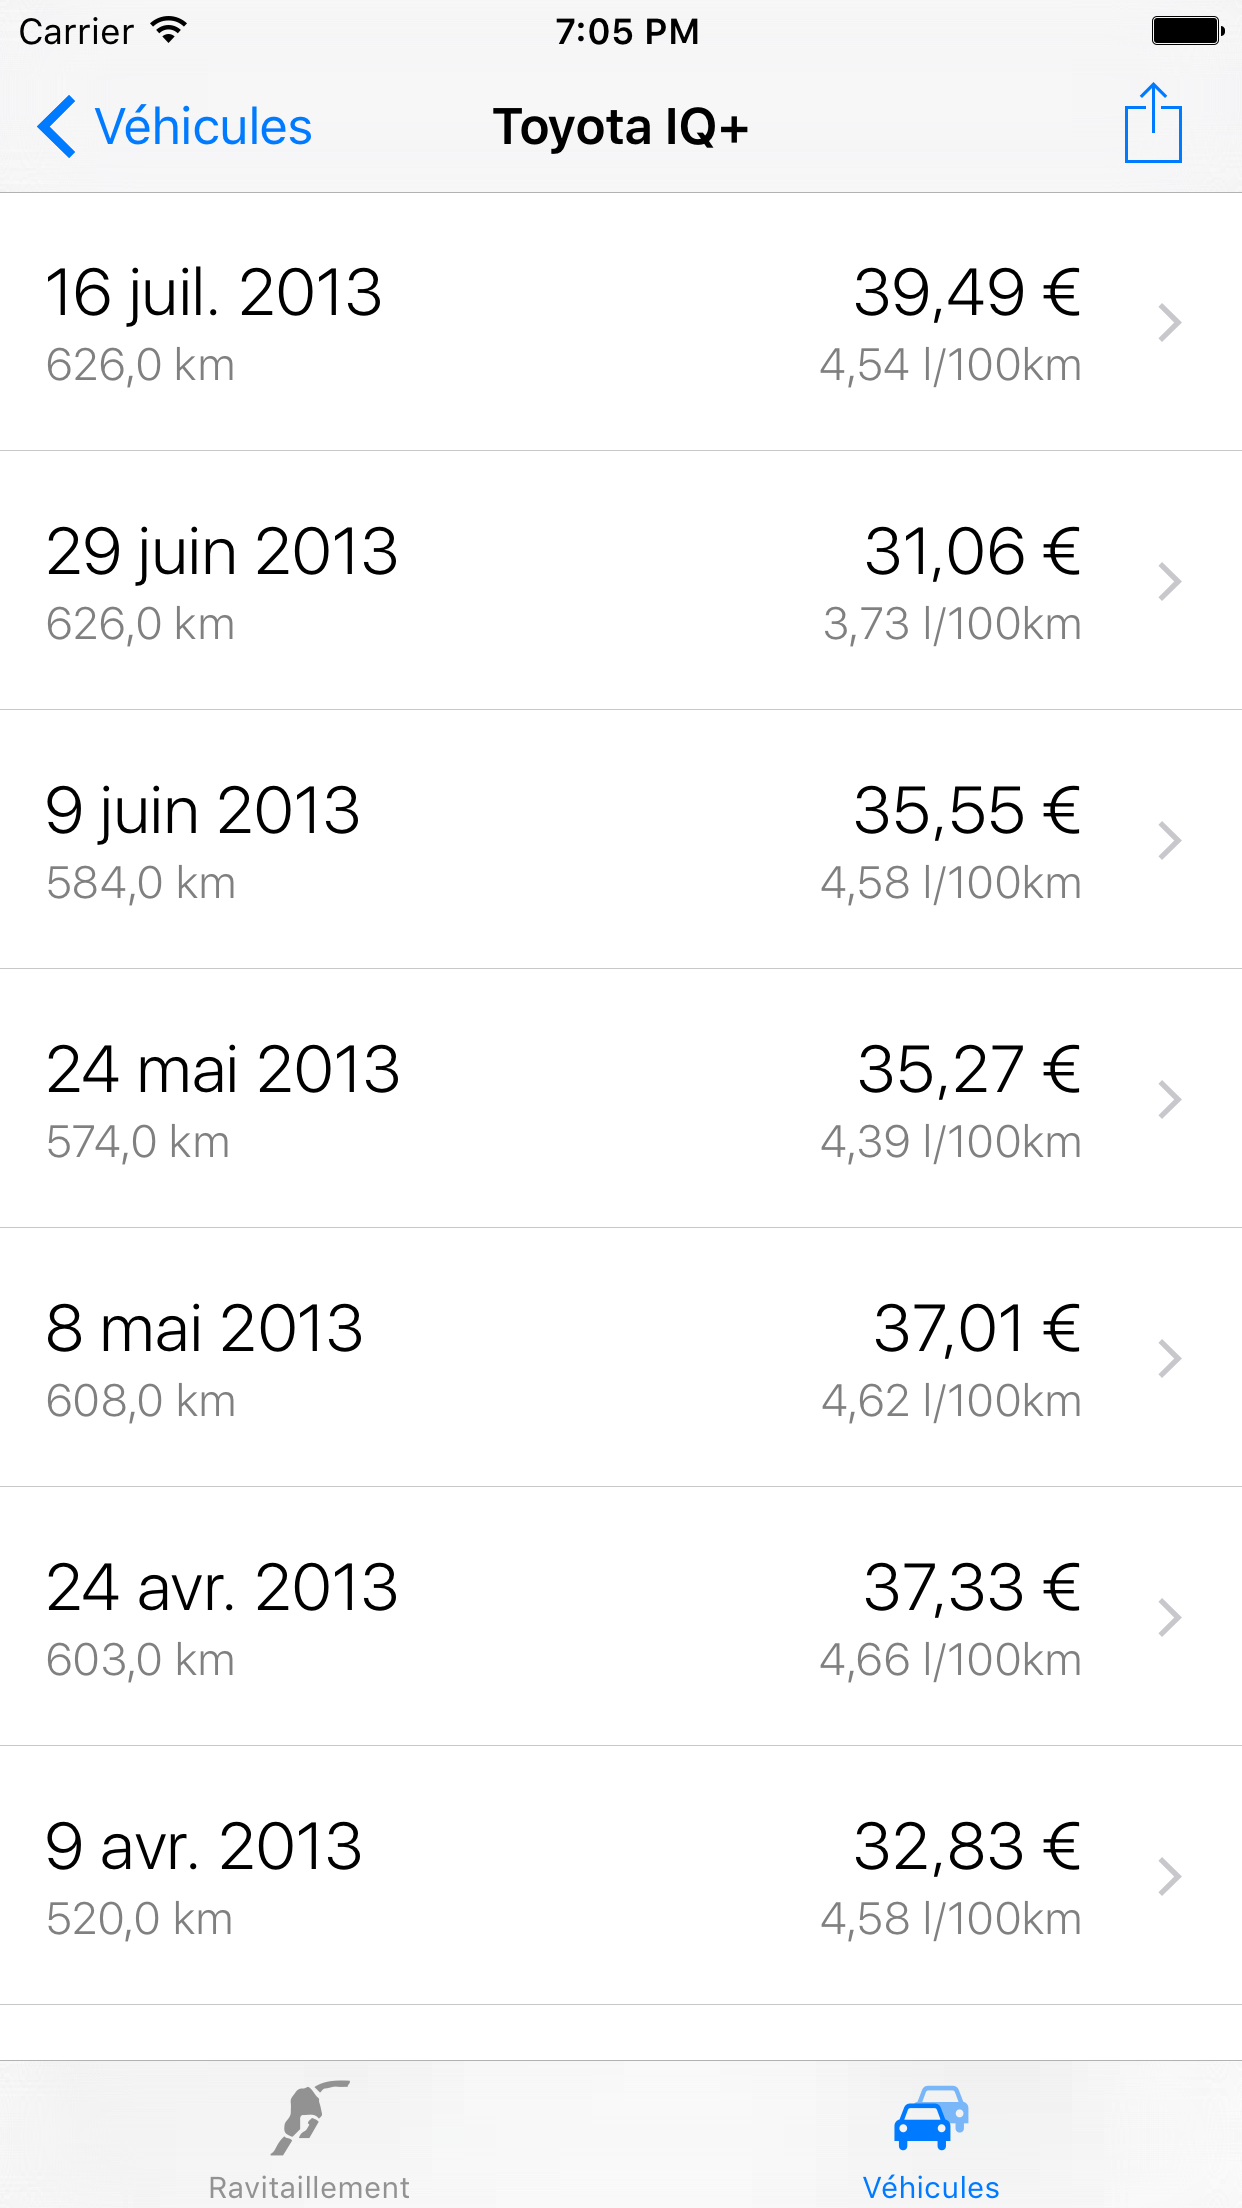 Carrier 7:05 PM
Véhicules Toyota IQ+
16 juil. 2013 39,49 €
626,0 km 4,54 l/100km
29 juin 2013 31,06 €
626,0 km 3,73 l/100km
9 juin 2013 35,55 €
584,0 km 4,58 l/100km
24 mai 2013 35,27 €
574,0 km 4,39 l/100km
8 mai 2013 37,01 €
608,0 km 4,62 l/100km
24 avr. 2013 37,33 €
603,0 km 4,66 l/100km
9 avr. 2013 32,83 €
520,0 km 4,58 l/100km
Ravitaillement Véhicules